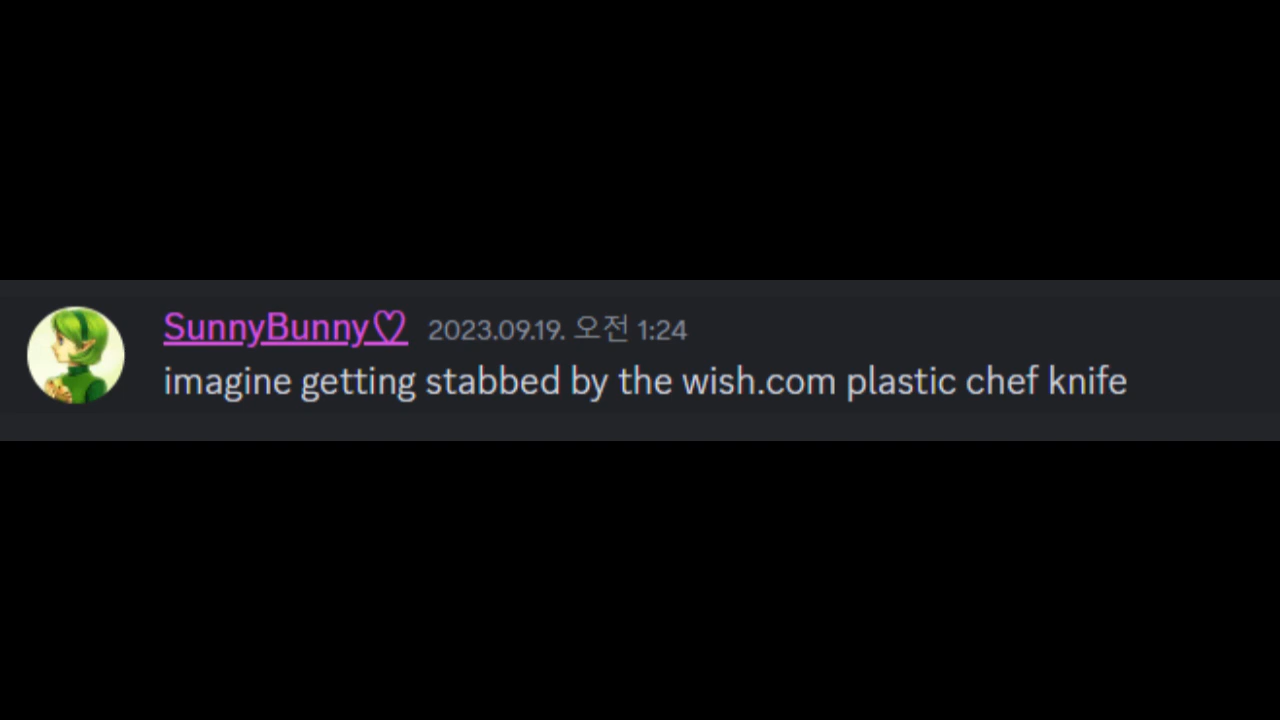 SunnyBunny♡ 2023.09.19. 오전 1:24
imagine getting stabbed by the wish.com plastic chef knife